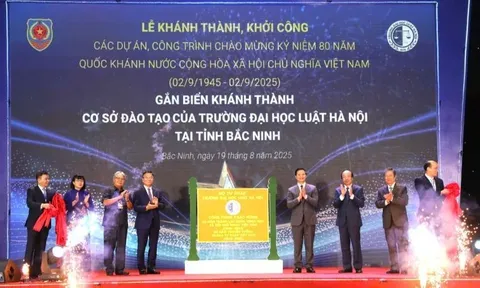 LỄ KHÁNH THÀNH, KHỞI CÔNG
CÁC DỰ ÁN, CÔNG TRÌNH CHÀO MỪNG KỶ NIỆM 80 NĂM
QUỐC KHÁNH NƯỚC CỘNG HÒA XÃ HỘI CHỦ NGHĨA VIỆT NAM
(02/9/1945 - 02/9/2025)
GẮN BIỂN KHÁNH THÀNH
CƠ SỞ ĐÀO TẠO CỦA TRƯỜNG ĐẠI HỌC LUẬT HÀ NỘI
TẠI TỈNH BẮC NINH
Bắc Ninh, ngày 19 tháng 8 năm 2025